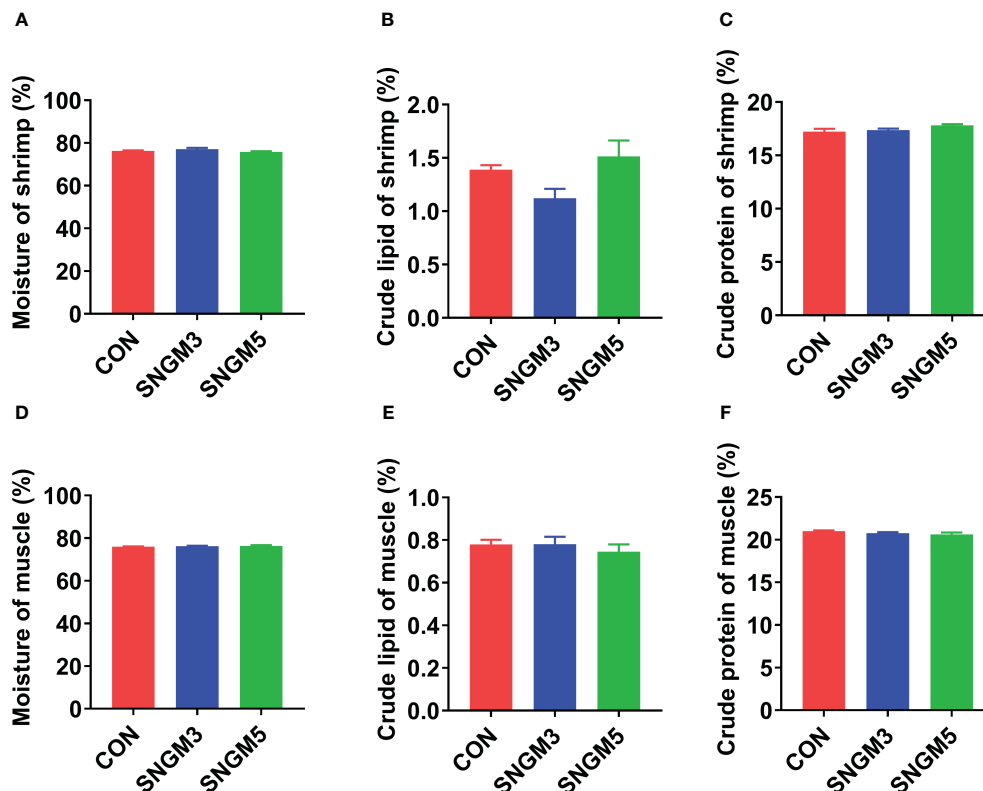 A
Moisture of shrimp (%)
100
80
60
40
20
0
CON
SNGM3
SNGM5
B
Crude lipid of shrimp (%)
2.0
1.5
1.0
0.5
0.0
CON
SNGM3
SNGM5
C
Crude protein of shrimp (%)
20
15
10
5
0
CON
SNGM3
SNGM5
D
Moisture of muscle (%)
100
80
60
40
20
0
CON
SNGM3
SNGM5
E
Crude lipid of muscle (%)
1.0
0.8
0.6
0.4
0.2
0.0
CON
SNGM3
SNGM5
F
Crude protein of muscle (%)
25
20
15
10
5
0
CON
SNGM3
SNGM5